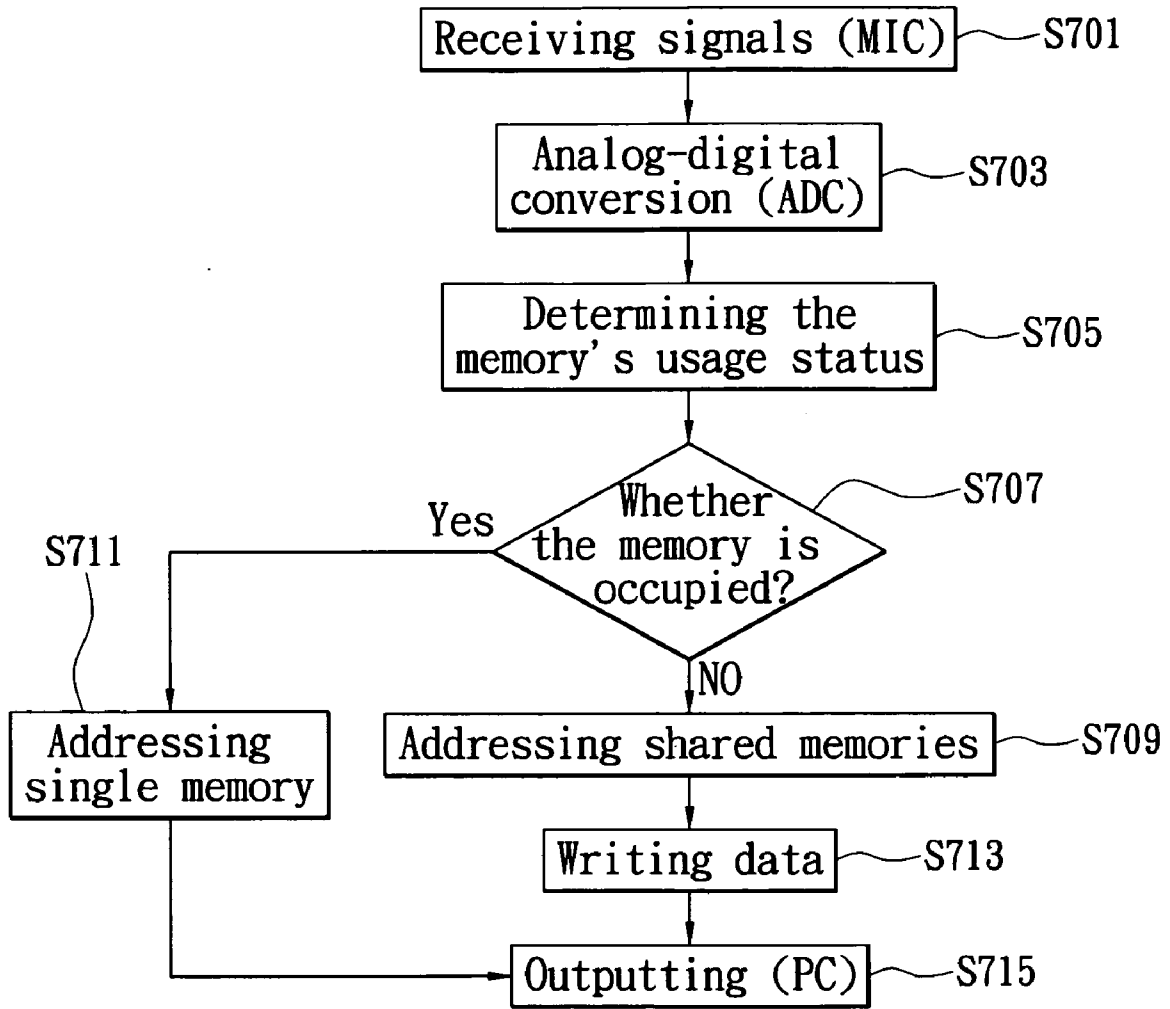 Receiving signals (MIC)
S701
Analog-digital
conversion (ADC)
S703
Determining the
memory's usage status
S705
Whether
the memory is
occupied?
S707
Yes
NO
S711
Addressing
single memory
Addressing shared memories
S709
Writing data
S713
Outputting (PC)
S715